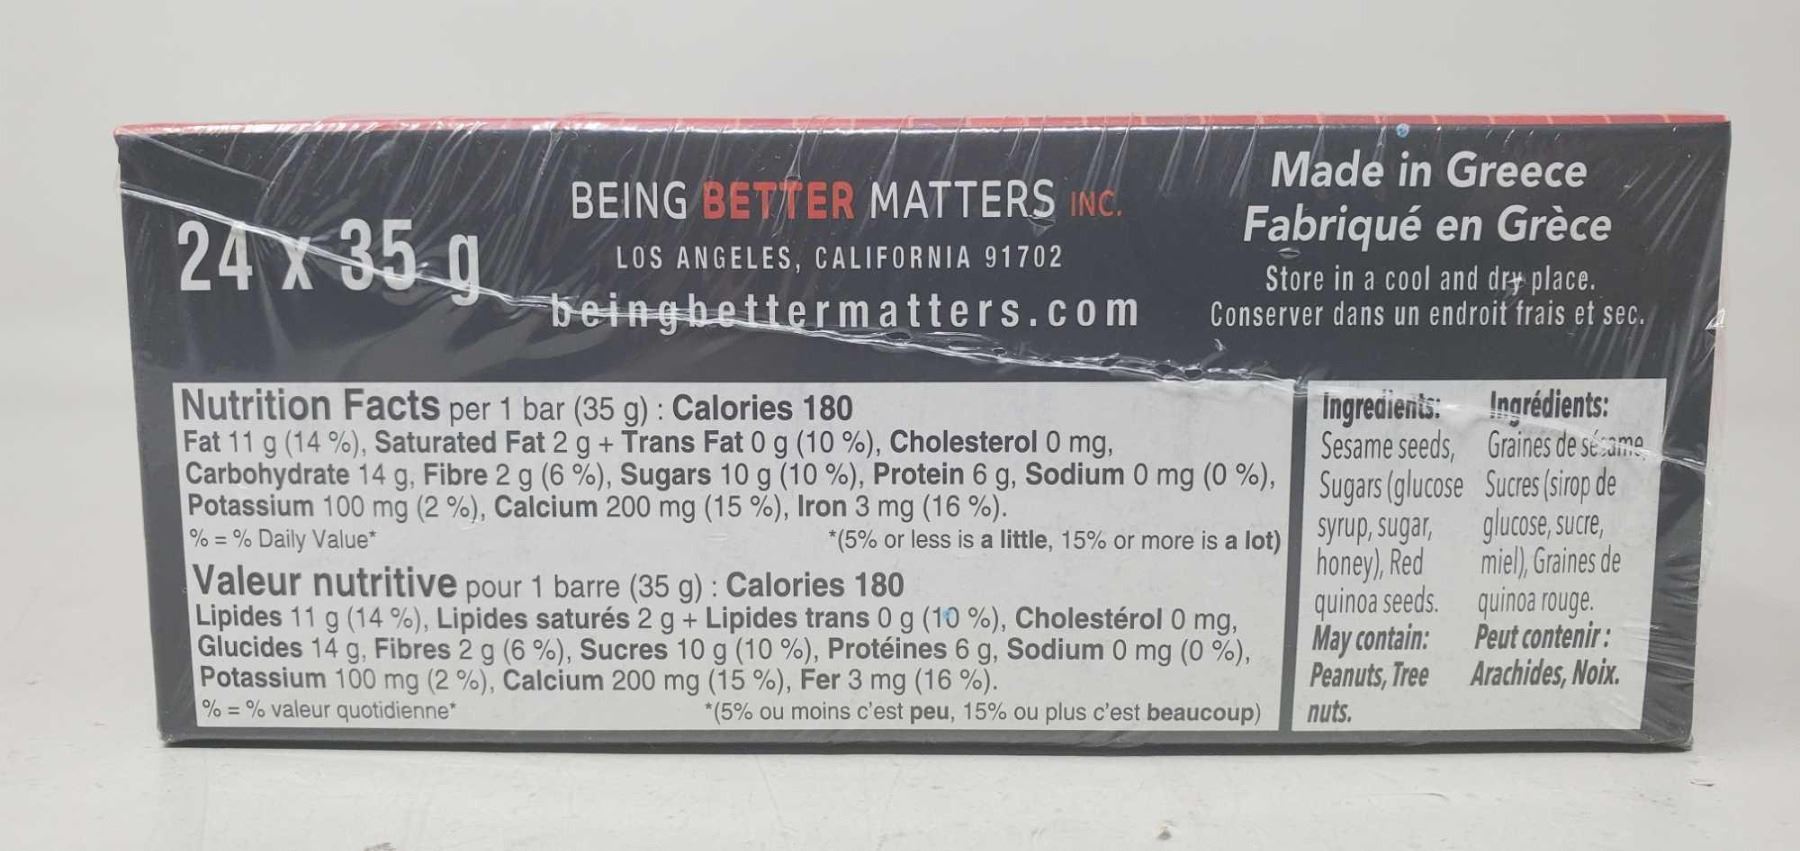 24 x 35 g
BEING BETTER MATTERS INC.
LOS ANGELES, CALIFORNIA 91702
beingbettermatters.com
Made in Greece
Fabriqué en Grèce
Store in a cool and dry place.
Conserver dans un endroit frais et sec.
Nutrition Facts per 1 bar (35 g) : Calories 180
Fat 11 g (14 %), Saturated Fat 2 g + Trans Fat 0 g (10 %), Cholesterol 0 mg,
Carbohydrate 14 g, Fibre 2 g (6 %), Sugars 10 g (10 %), Protein 6 g, Sodium 0 mg (0 %),
Potassium 100 mg (2 %), Calcium 200 mg (15 %), Iron 3 mg (16 %).
% = % Daily Value* *(5% or less is a little, 15% or more is a lot)
Valeur nutritive pour 1 barre (35 g) : Calories 180
Lipides 11 g (14 %), Lipides saturés 2 g + Lipides trans 0 g (10 %), Cholestérol 0 mg,
Glucides 14 g, Fibres 2 g (6 %), Sucres 10 g (10 %), Protéines 6 g, Sodium 0 mg (0 %),
Potassium 100 mg (2 %), Calcium 200 mg (15 %), Fer 3 mg (16 %).
% = % valeur quotidienne* *(5% ou moins c'est peu, 15% ou plus c'est beaucoup)
Ingredients:
Sesame seeds,
Sugars (glucose
syrup, sugar,
honey), Red
quinoa seeds.
May contain:
Peanuts, Tree
nuts.
Ingrédients:
Graines de sésame,
Sucres (sirop de
glucose, sucre,
miel), Graines de
quinoa rouge.
Peut contenir :
Arachides, Noix.